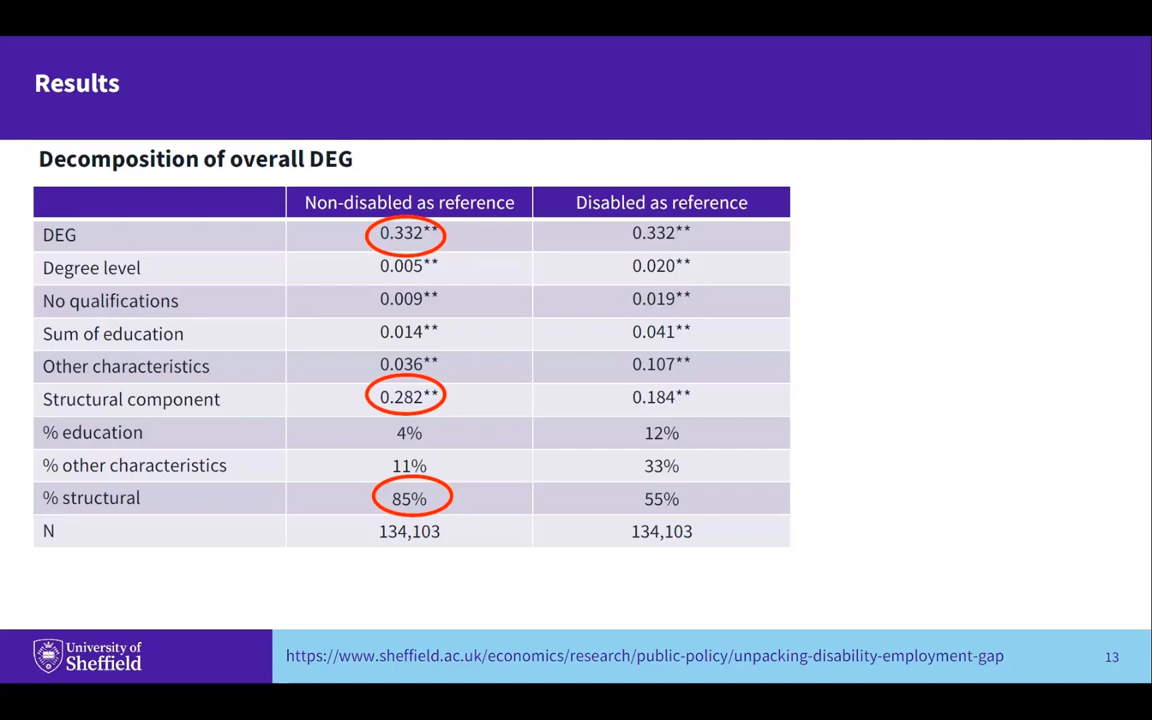 Results
Decomposition of overall DEG
Non-disabled as reference Disabled as reference
DEG 0.332** 0.332**
Degree level 0.005** 0.020**
No qualifications 0.009** 0.019**
Sum of education 0.014** 0.041**
Other characteristics 0.036** 0.107**
Structural component 0.282** 0.184**
% education 4% 12%
% other characteristics 11% 33%
% structural 85% 55%
N 134,103 134,103
University of
Sheffield
https://www.sheffield.ac.uk/economics/research/public-policy/unpacking-disability-employment-gap
13